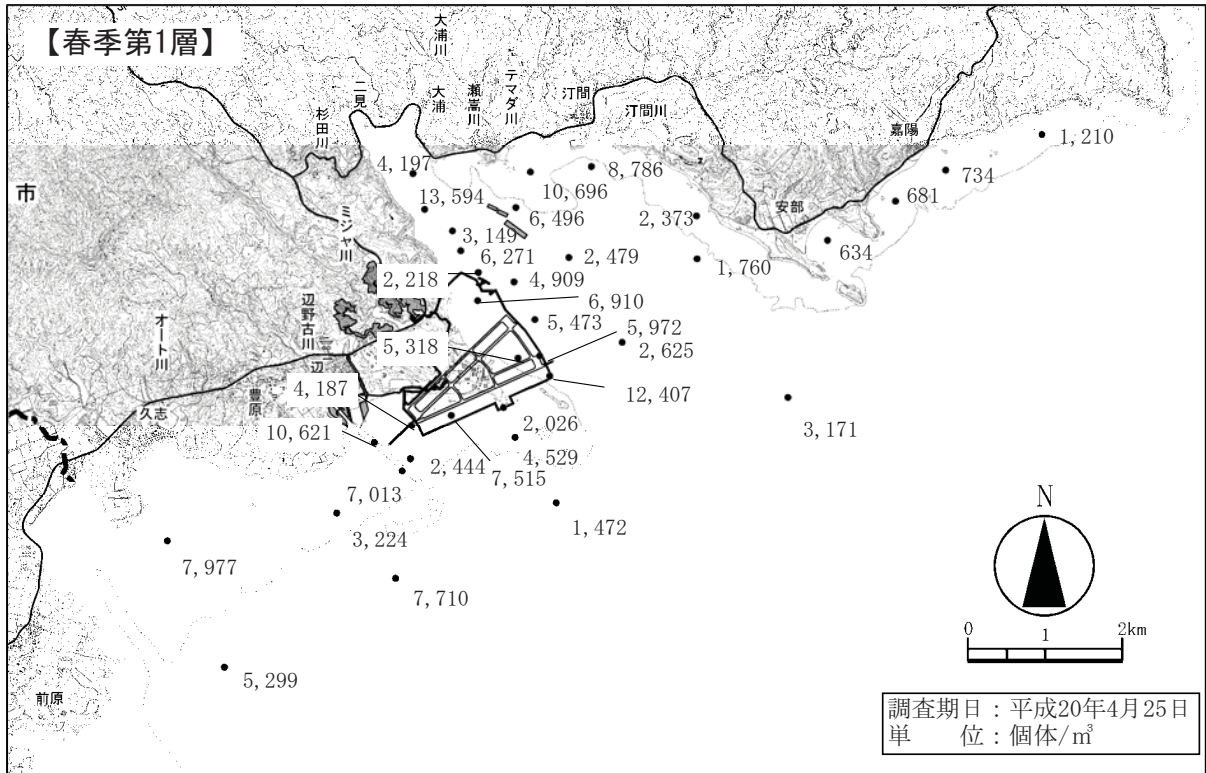 【春季第1層】
大浦川
二見
大浦
瀬嵩川
テマダ川
汀間
汀間川
杉田川
嘉陽
1,210
734
681
634
安部
4,197
13,594
10,696
8,786
6,496
2,373
3,149
6,271
2,479
1,760
市
ミジャ川
2,218
4,909
6,910
5,473
5,972
2,625
辺野古川
オート川
5,318
12,407
4,187
3,171
豊原
久志
10,621
2,026
4,529
2,444
7,515
7,013
1,472
3,224
7,977
7,710
5,299
前原
N
0 1 2km
調査期日：平成20年4月25日
単　　位：個体/㎥